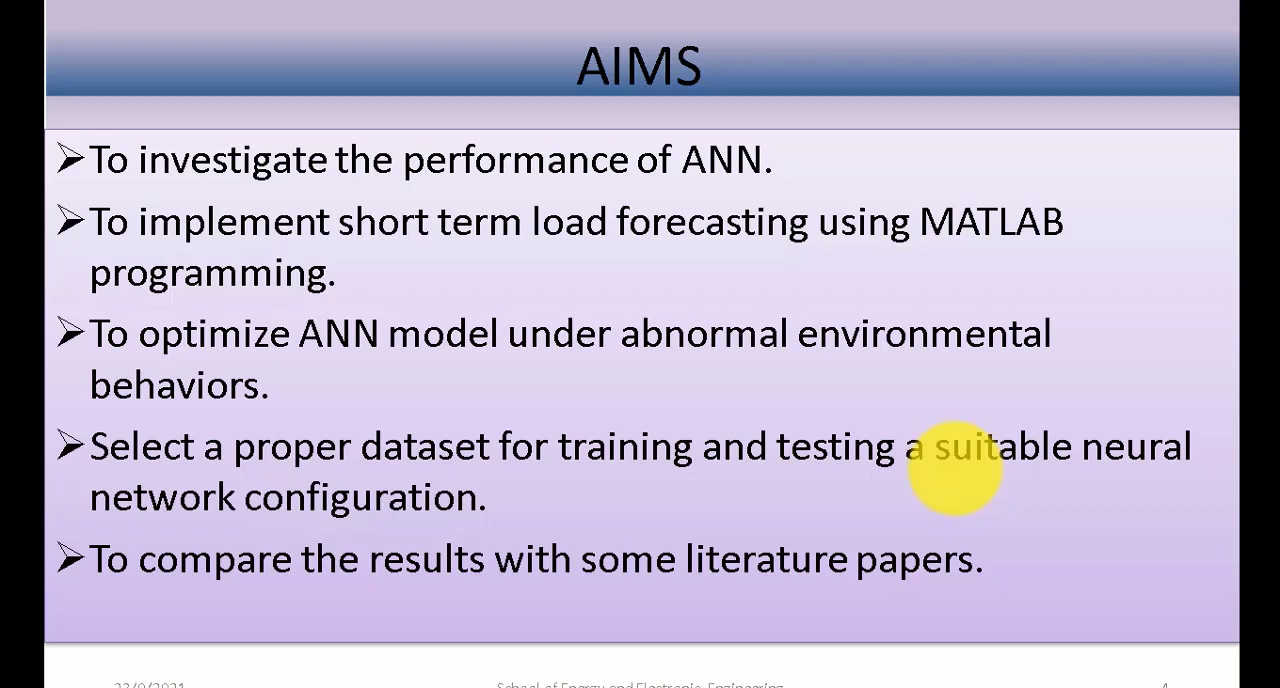 AIMS
To investigate the performance of ANN.
To implement short term load forecasting using MATLAB
programming.
To optimize ANN model under abnormal environmental
behaviors.
Select a proper dataset for training and testing a suitable neural
network configuration.
To compare the results with some literature papers.
School of Energy and Electronic Engineering
4